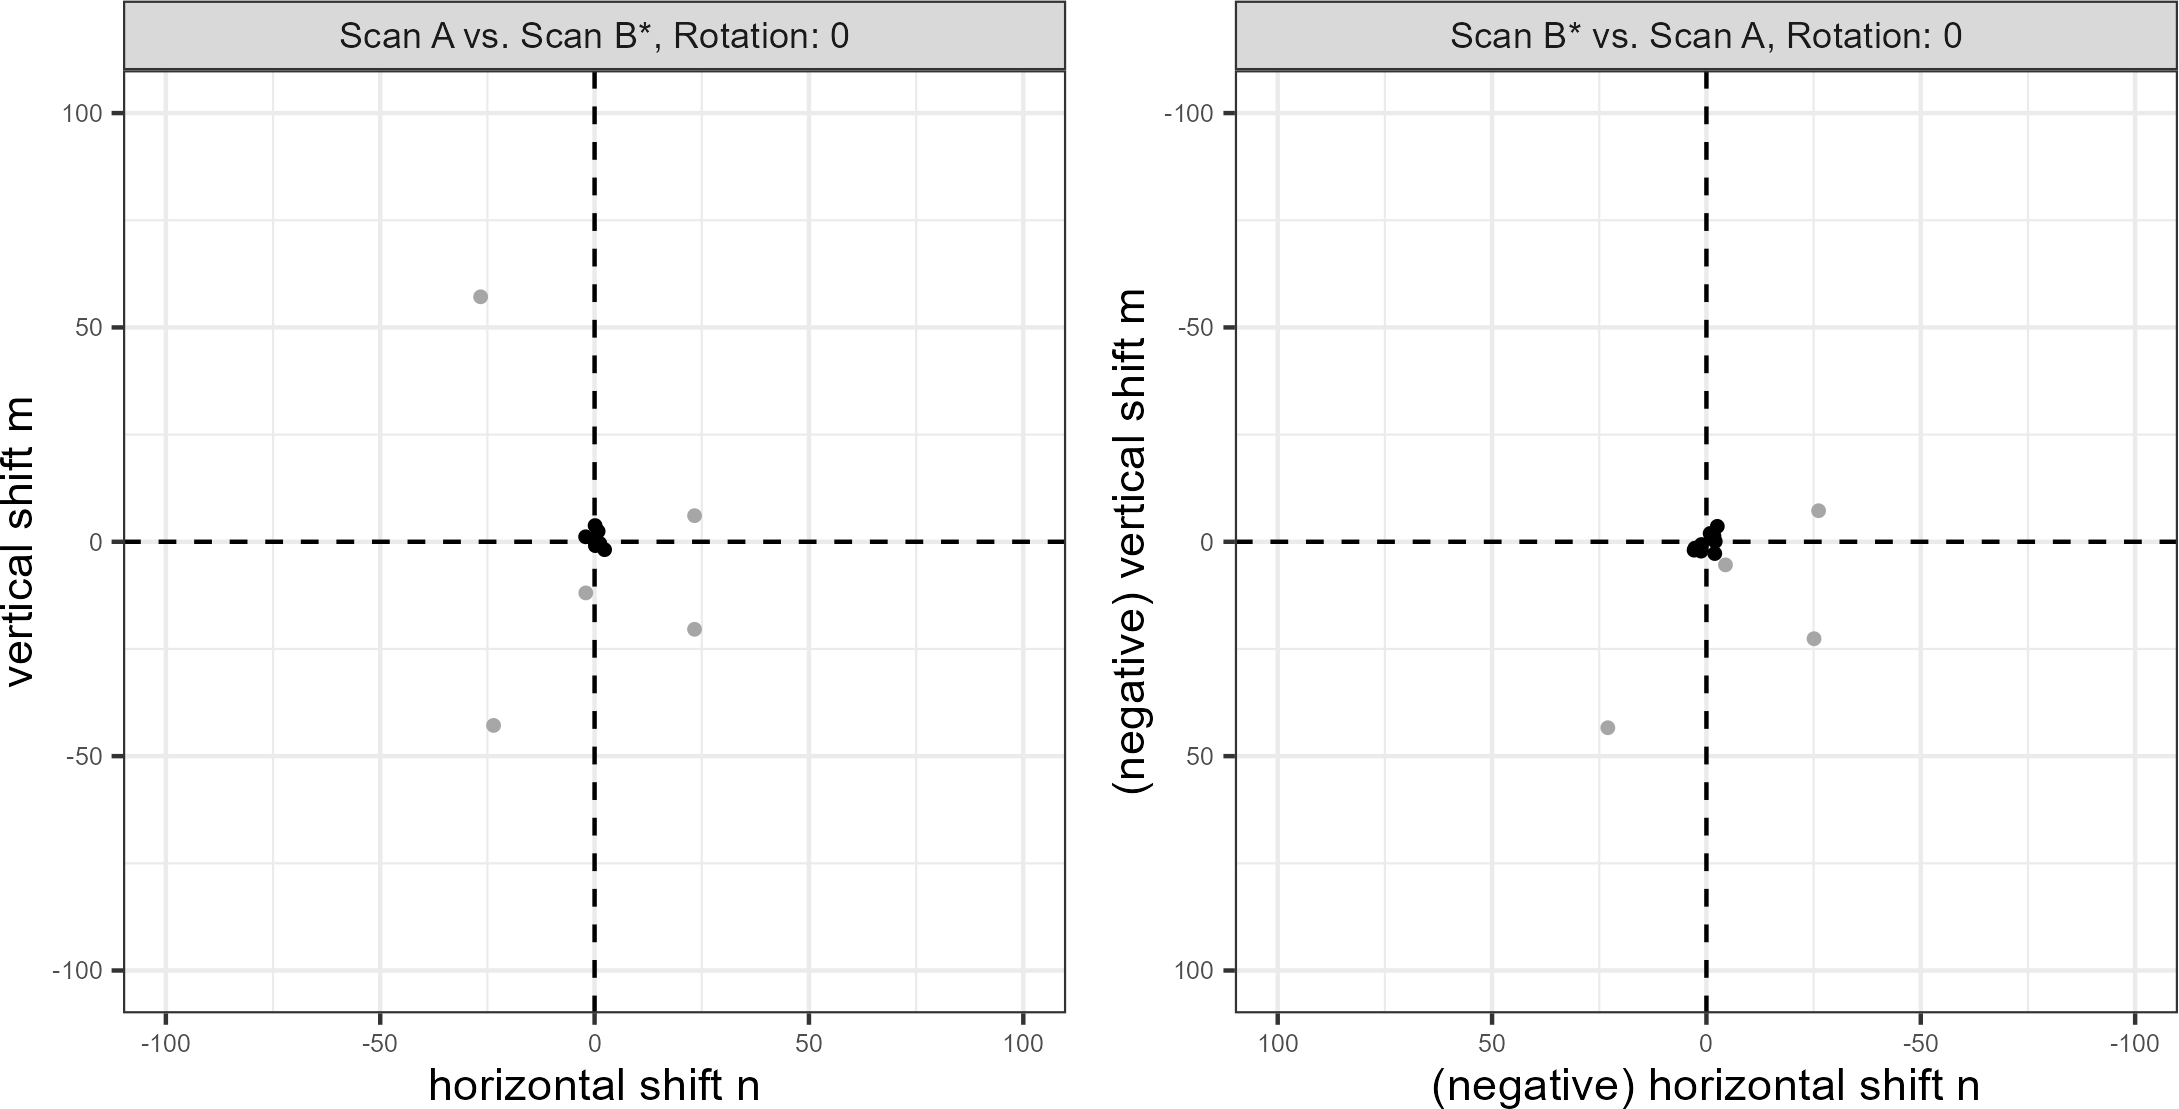 Scan A vs. Scan B*, Rotation: 0
vertical shift m
100
50
0
-50
-100
-100 -50 0 50 100
horizontal shift n
Scan B* vs. Scan A, Rotation: 0
(negative) vertical shift m
-100
-50
0
50
100
100 50 0 -50 -100
(negative) horizontal shift n